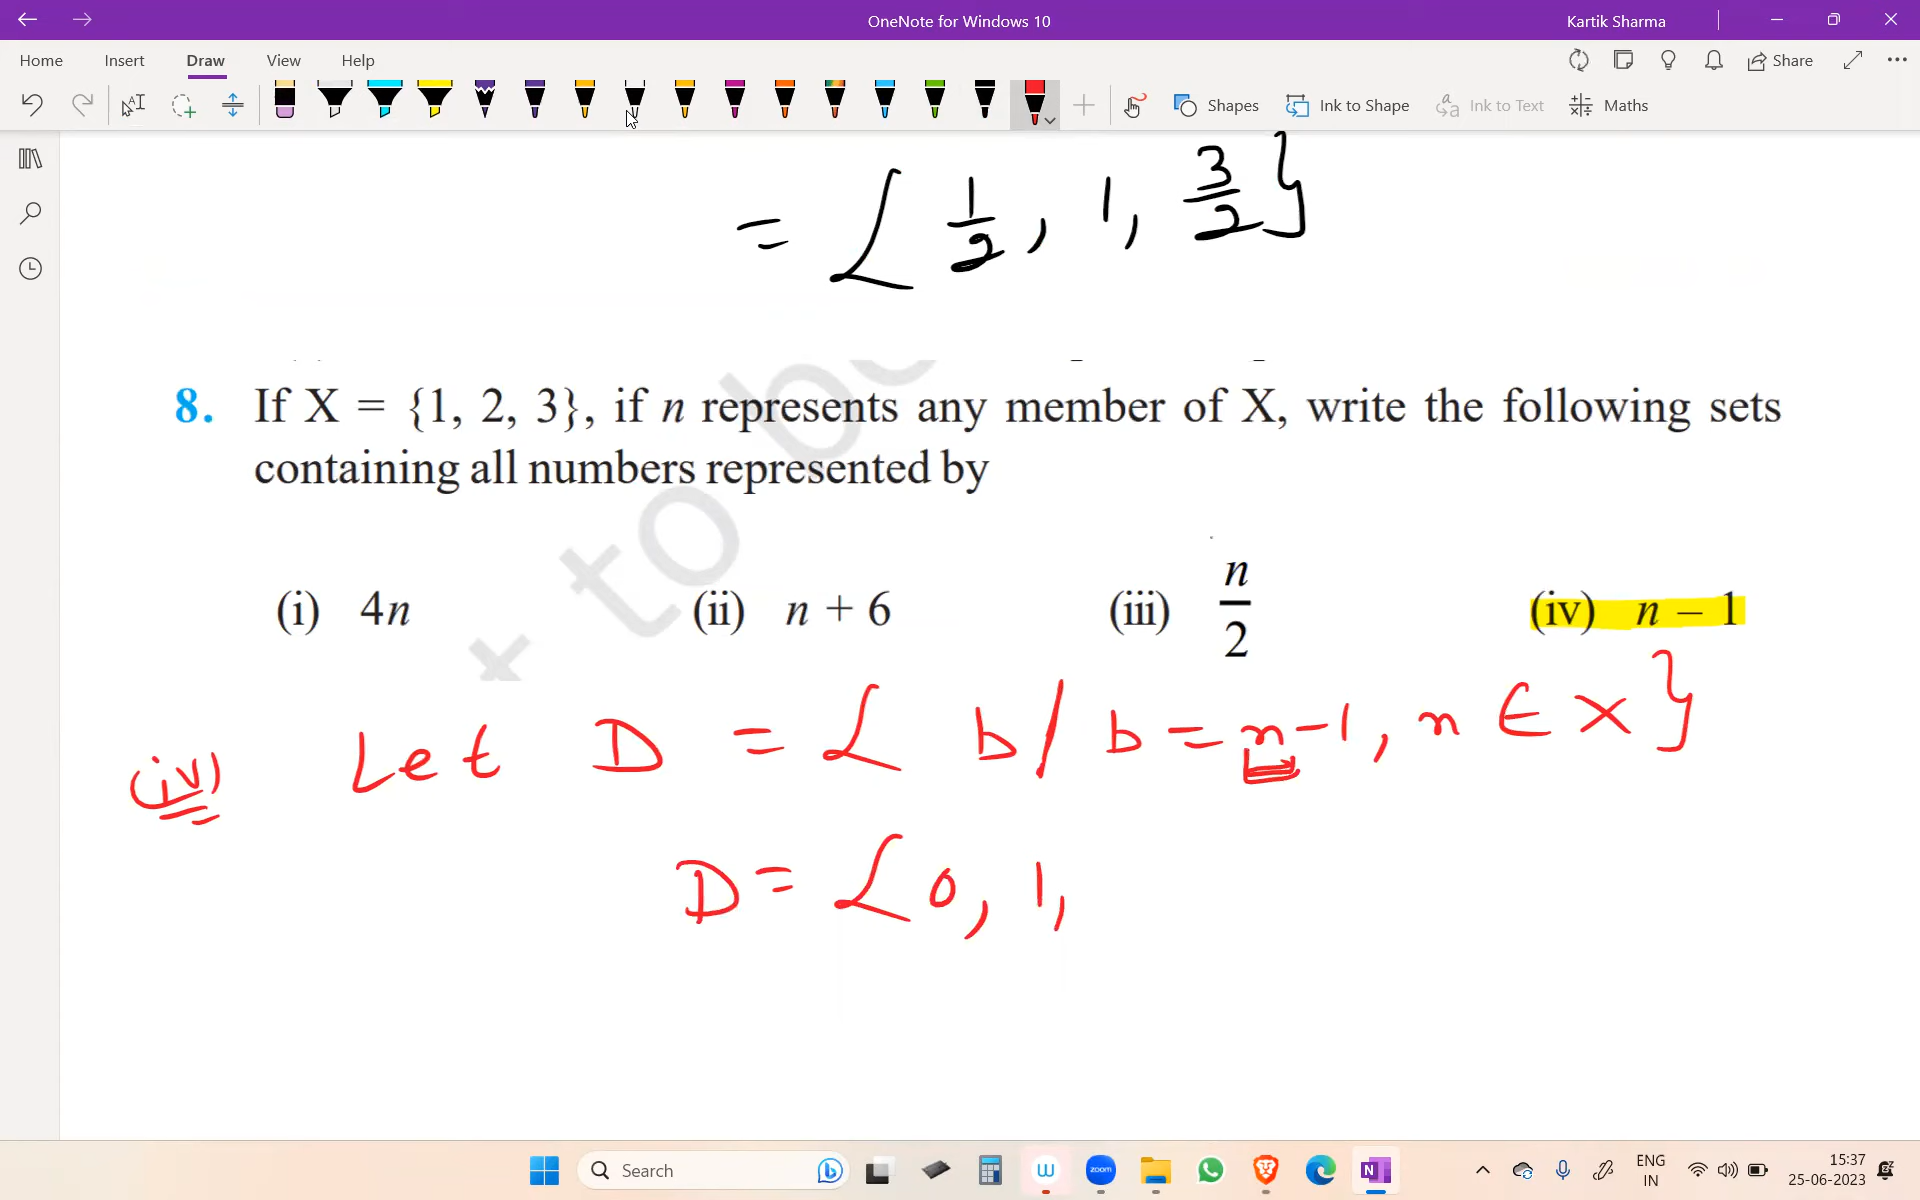 OneNote for Windows 10
Kartik Sharma
Home Insert Draw View Help
Share
Shapes Ink to Shape Ink to Text Maths
= { 1/2, 1, 3/2 }
8. If X = {1, 2, 3}, if n represents any member of X, write the following sets
containing all numbers represented by
(i) 4n (ii) n + 6 (iii) n/2 (iv) n – 1
(iv) Let D = { b / b = n-1, n ∈ X }
D = { 0, 1,
Search
zoom
ENG
IN
15:37
25-06-2023